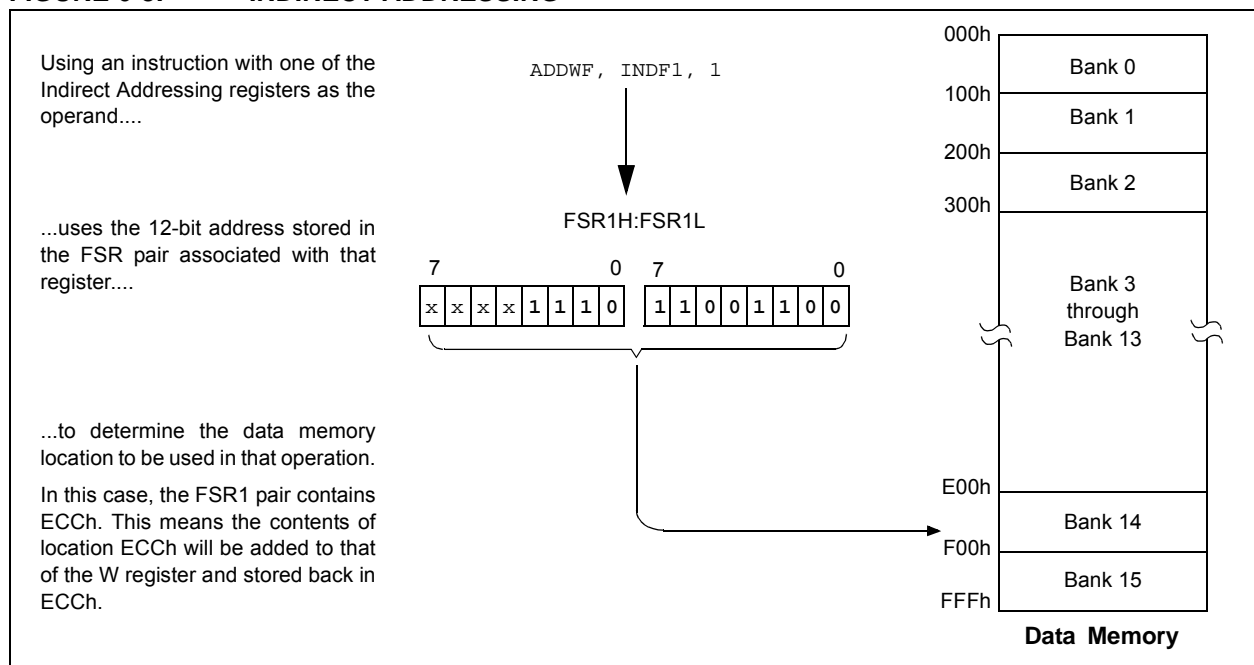 Using an instruction with one of the
Indirect Addressing registers as the
operand....
ADDWF, INDF1, 1
...uses the 12-bit address stored in
the FSR pair associated with that
register....
FSR1H:FSR1L
7 0 7 0
x x x x 1 1 1 0 1 1 0 0 1 1 0 0
...to determine the data memory
location to be used in that operation.
In this case, the FSR1 pair contains
ECCh. This means the contents of
location ECCh will be added to that
of the W register and stored back in
ECCh.
000h
Bank 0
100h
Bank 1
200h
Bank 2
300h
Bank 3
through
Bank 13
E00h
Bank 14
F00h
Bank 15
FFFh
Data Memory